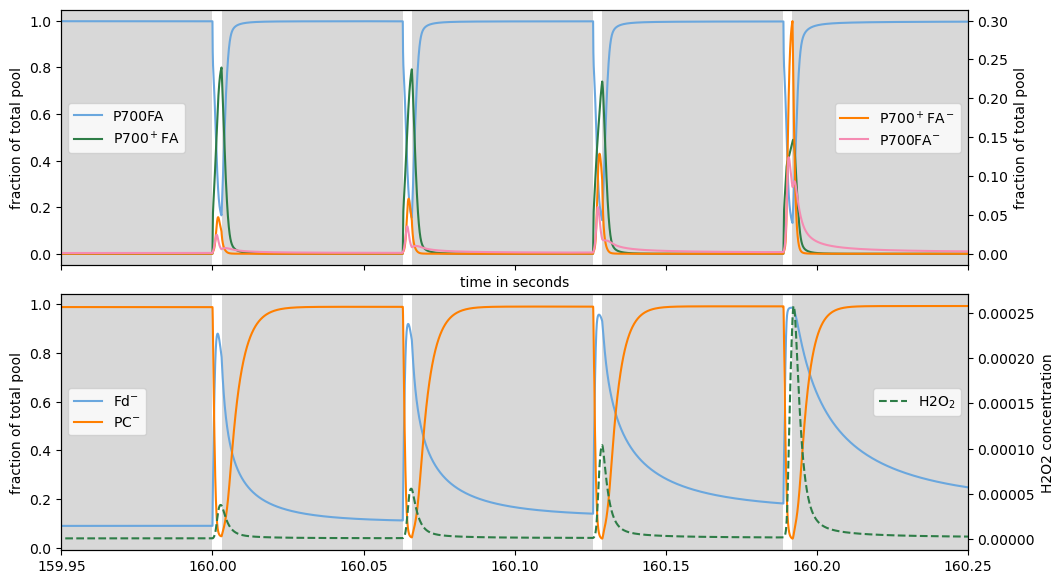 fraction of total pool
1.0
0.8
0.6
0.4
0.2
0.0
P700FA
P700⁺FA
P700⁺FA⁻
P700FA⁻
0.30
0.25
0.20
0.15
0.10
0.05
0.00
fraction of total pool
time in seconds
fraction of total pool
1.0
0.8
0.6
0.4
0.2
0.0
Fd⁻
PC⁻
H2O₂
0.00025
0.00020
0.00015
0.00010
0.00005
0.00000
H2O2 concentration
159.95 160.00 160.05 160.10 160.15 160.20 160.25